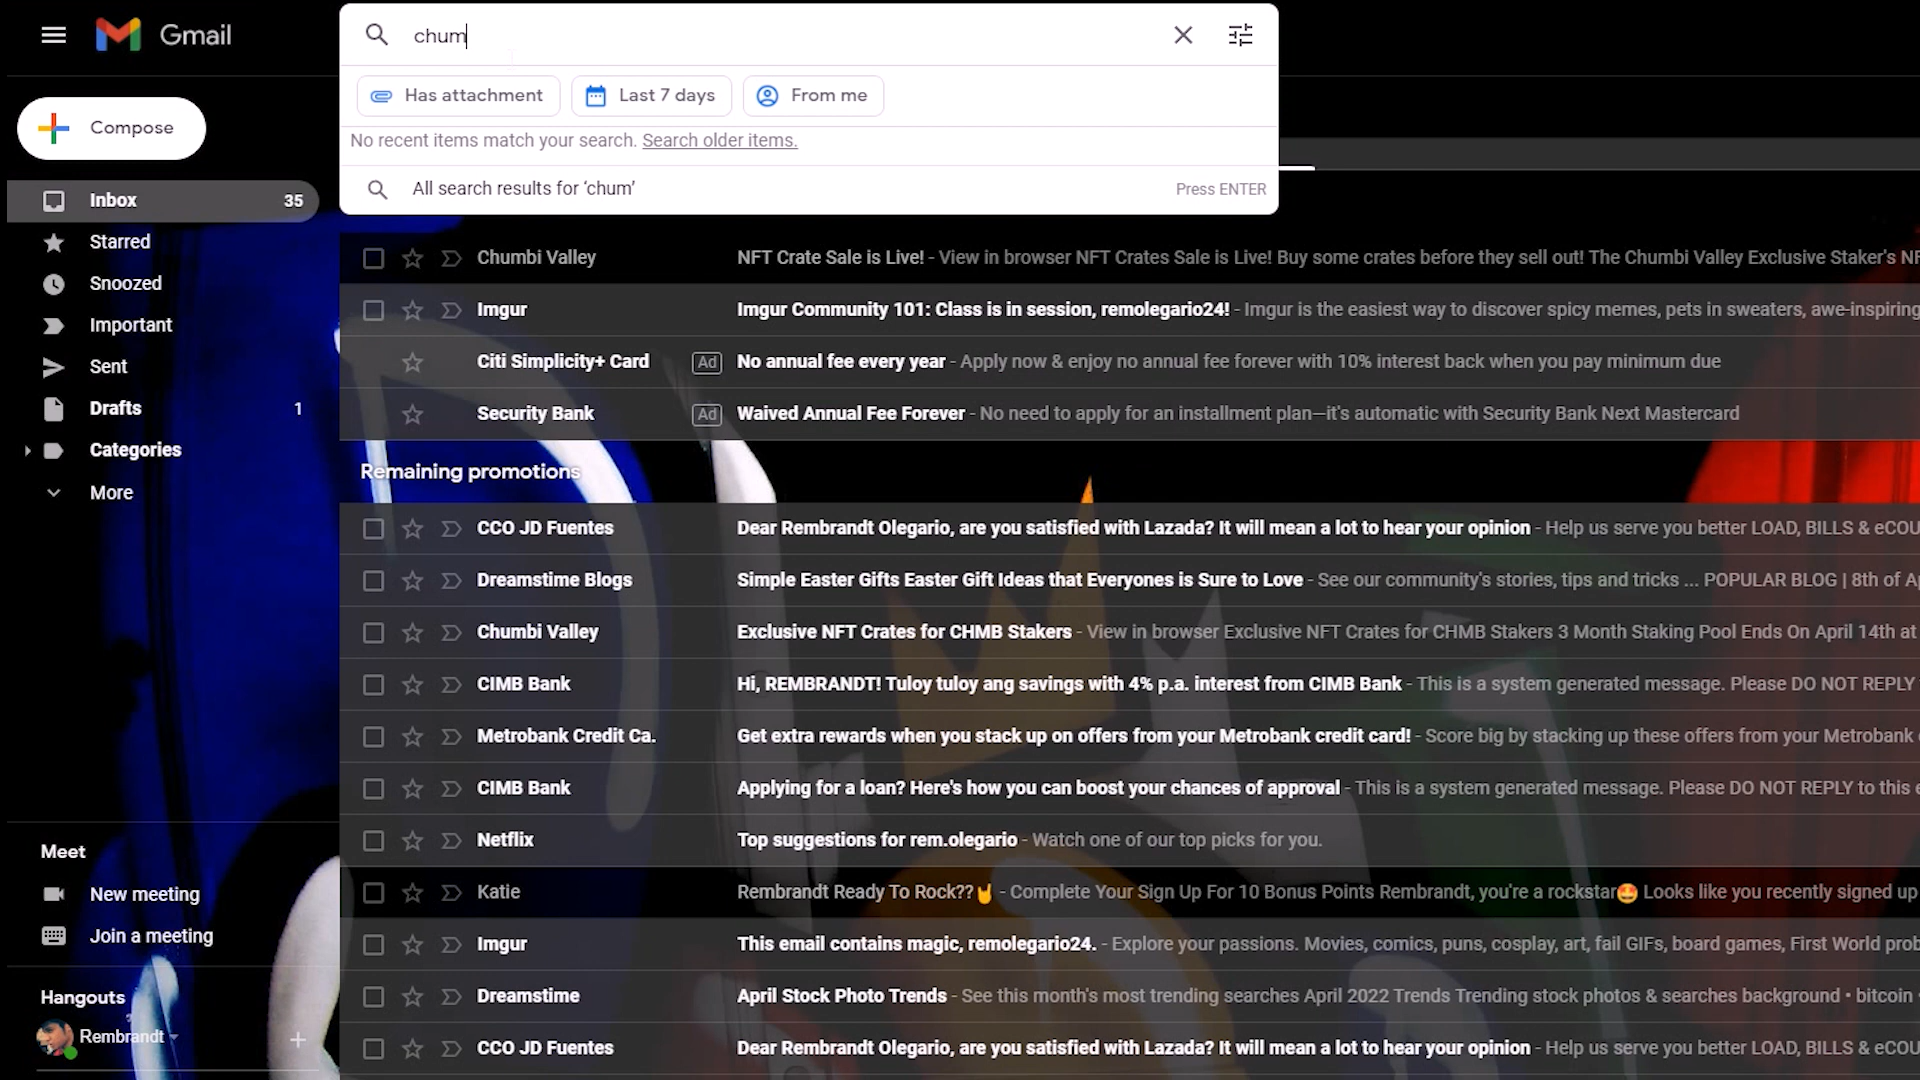 Gmail
chum
Has attachment
Last 7 days
From me
No recent items match your search. Search older items.
All search results for ‘chum’
Press ENTER
Compose
Inbox 35
Starred
Snoozed
Important
Sent
Drafts 1
Categories
More
Chumbi Valley NFT Crate Sale is Live! - View in browser NFT Crates Sale is Live! Buy some crates before they sell out! The Chumbi Valley Exclusive Staker's NF
Imgur Imgur Community 101: Class is in session, remolegario24! - Imgur is the easiest way to discover spicy memes, pets in sweaters, awe-inspiring
Citi Simplicity+ Card Ad No annual fee every year - Apply now & enjoy no annual fee forever with 10% interest back when you pay minimum due
Security Bank Ad Waived Annual Fee Forever - No need to apply for an installment plan—it's automatic with Security Bank Next Mastercard
Remaining promotions
CCO JD Fuentes Dear Rembrandt Olegario, are you satisfied with Lazada? It will mean a lot to hear your opinion - Help us serve you better LOAD, BILLS & eCOU
Dreamstime Blogs Simple Easter Gifts Easter Gift Ideas that Everyones is Sure to Love - See our community's stories, tips and tricks ... POPULAR BLOG | 8th of A
Chumbi Valley Exclusive NFT Crates for CHMB Stakers - View in browser Exclusive NFT Crates for CHMB Stakers 3 Month Staking Pool Ends On April 14th at
CIMB Bank Hi, REMBRANDT! Tuloy tuloy ang savings with 4% p.a. interest from CIMB Bank - This is a system generated message. Please DO NOT REPLY
Metrobank Credit Ca. Get extra rewards when you stack up on offers from your Metrobank credit card! - Score big by stacking up these offers from your Metrobank
CIMB Bank Applying for a loan? Here's how you can boost your chances of approval - This is a system generated message. Please DO NOT REPLY to this e
Netflix Top suggestions for rem.olegario - Watch one of our top picks for you.
Katie Rembrandt Ready To Rock??🤘 - Complete Your Sign Up For 10 Bonus Points Rembrandt, you're a rockstar🤩 Looks like you recently signed up
Imgur This email contains magic, remolegario24. - Explore your passions. Movies, comics, puns, cosplay, art, fail GIFs, board games, First World prob
Dreamstime April Stock Photo Trends - See this month's most trending searches April 2022 Trends Trending stock photos & searches background • bitcoin •
CCO JD Fuentes Dear Rembrandt Olegario, are you satisfied with Lazada? It will mean a lot to hear your opinion - Help us serve you better LOAD, BILLS & eCOU
Meet
New meeting
Join a meeting
Hangouts
Rembrandt